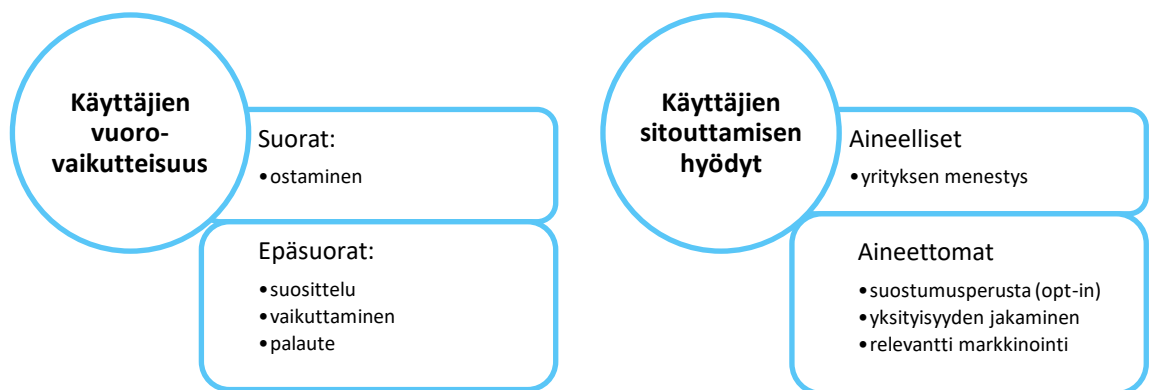 Käyttäjien
vuoro-
vaikutteisuus
Suorat:
•ostaminen
Epäsuorat:
•suosittelu
•vaikuttaminen
•palaute
Käyttäjien
sitouttamisen
hyödyt
Aineelliset
•yrityksen menestys
Aineettomat
•suostumusperusta (opt-in)
•yksityisyyden jakaminen
•relevantti markkinointi